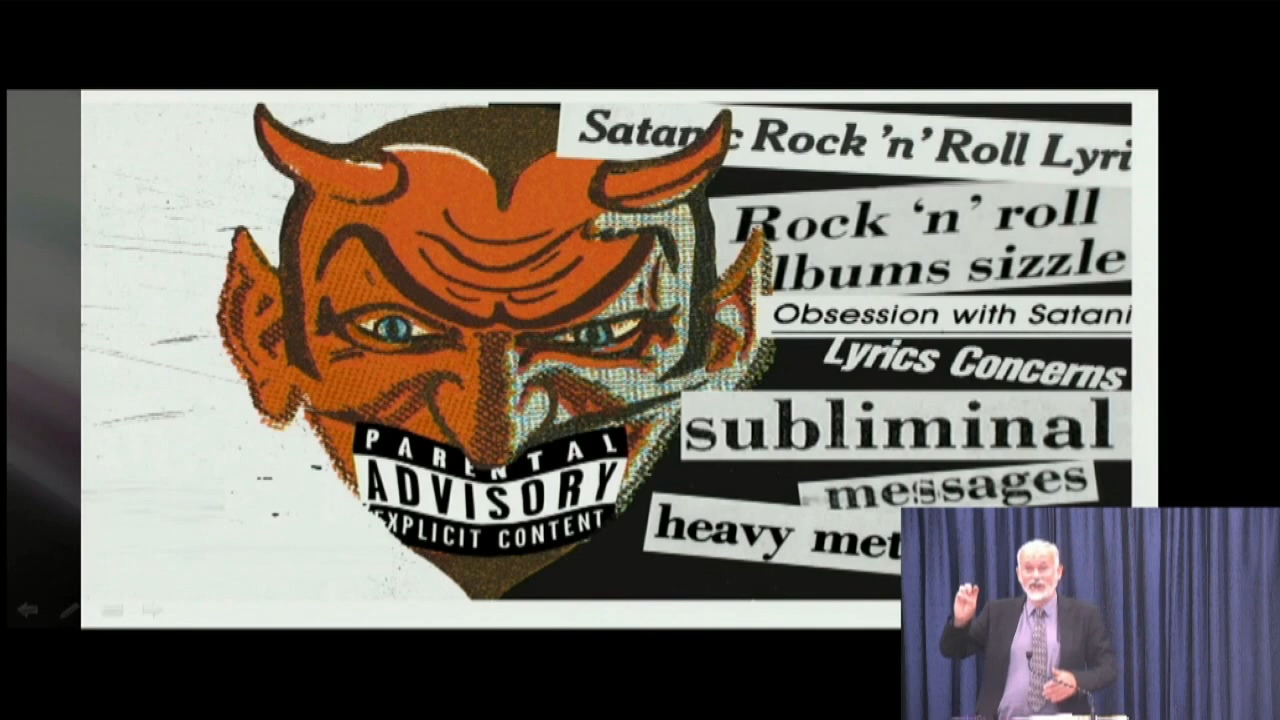 Satanic Rock 'n' Roll Lyri
Rock 'n' roll
lbums sizzle
Obsession with Satani
Lyrics Concerns
subliminal
messages
heavy met
PARENTAL
ADVISORY
EXPLICIT CONTENT